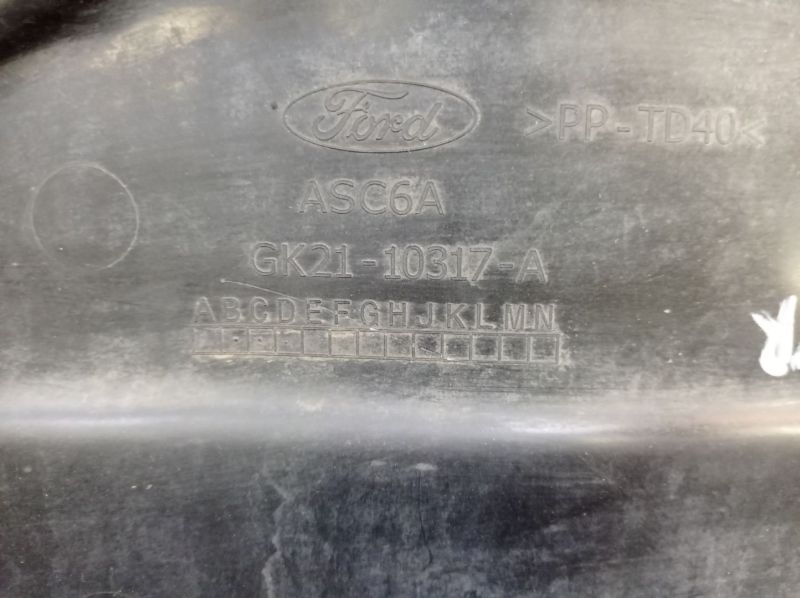 Ford
>PP-TD40<
ASC6A
GK21-10317-A
ABCDEFGHJKLMN